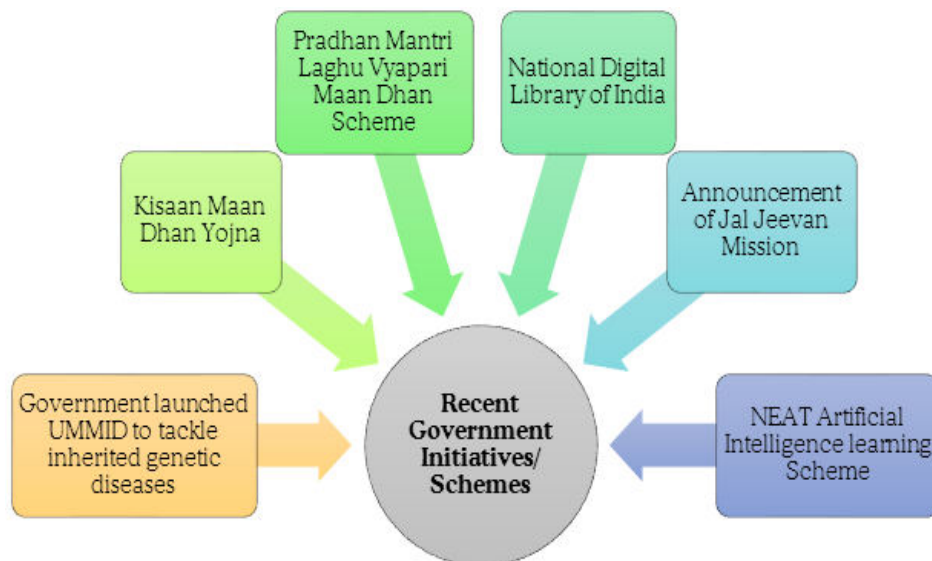 Pradhan Mantri
Laghu Vyapari
Maan Dhan
Scheme
National Digital
Library of India
Kisaan Maan
Dhan Yojna
Announcement
of Jal Jeevan
Mission
Government launched
UMMID to tackle
inherited genetic
diseases
Recent
Government
Initiatives/
Schemes
NEAT Artificial
Intelligence learning
Scheme